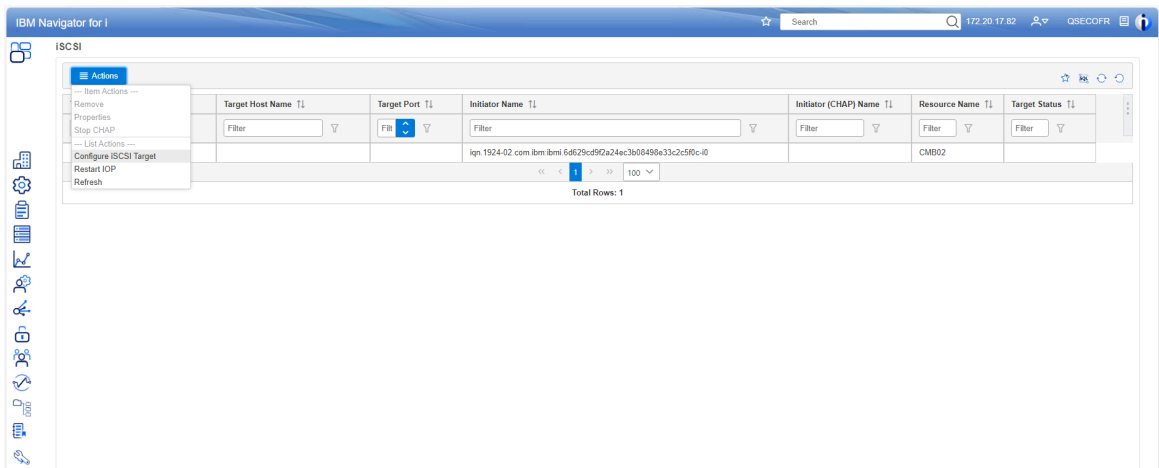 IBM Navigator for i
Search
172.20.17.82
QSECOFR
iSCSI
Actions
SQL
--- Item Actions ---
Remove
Properties
Stop CHAP
--- List Actions ---
Configure iSCSI Target
Restart IOP
Refresh
Target Host Name Target Port Initiator Name Initiator (CHAP) Name Resource Name Target Status
Filter Filt Filter Filter Filter Filter
iqn.1924-02.com.ibm:ibmi.6d629cd9f2a24ec3b08498e33c2c5f0c-i0 CMB02
<< < 1 > >> 100
Total Rows: 1